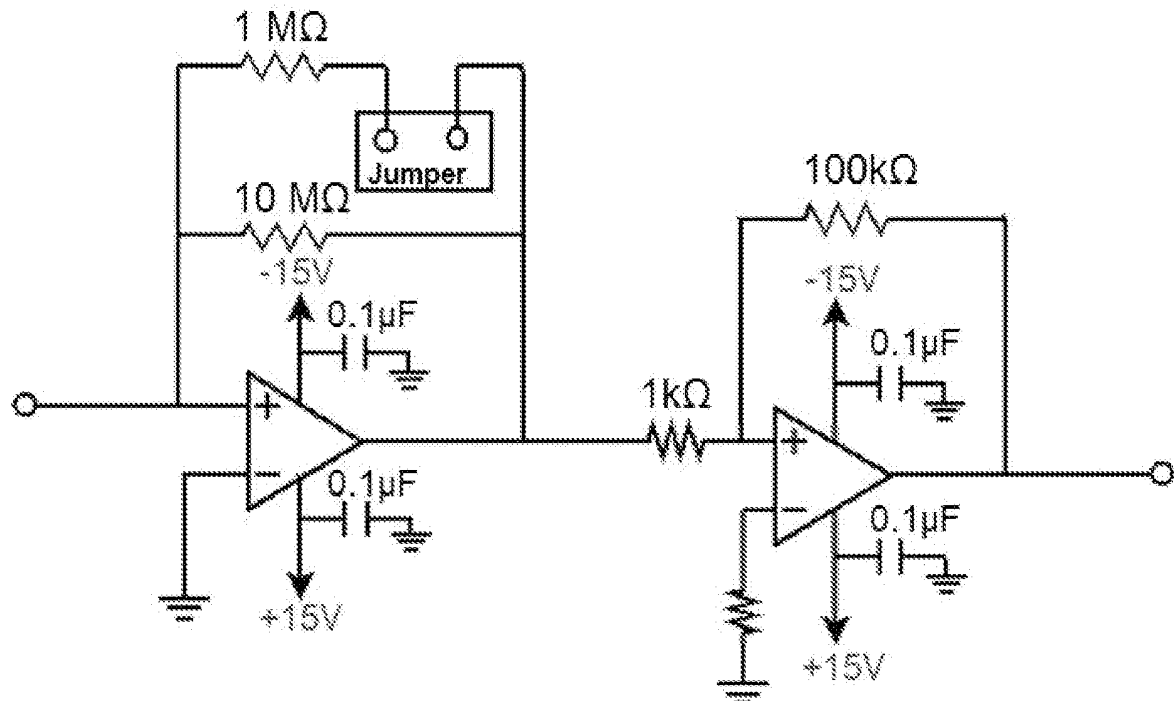 1 MΩ
Jumper
10 MΩ
-15V
0.1µF
+
−
0.1µF
+15V
1kΩ
100kΩ
-15V
0.1µF
+
−
0.1µF
+15V